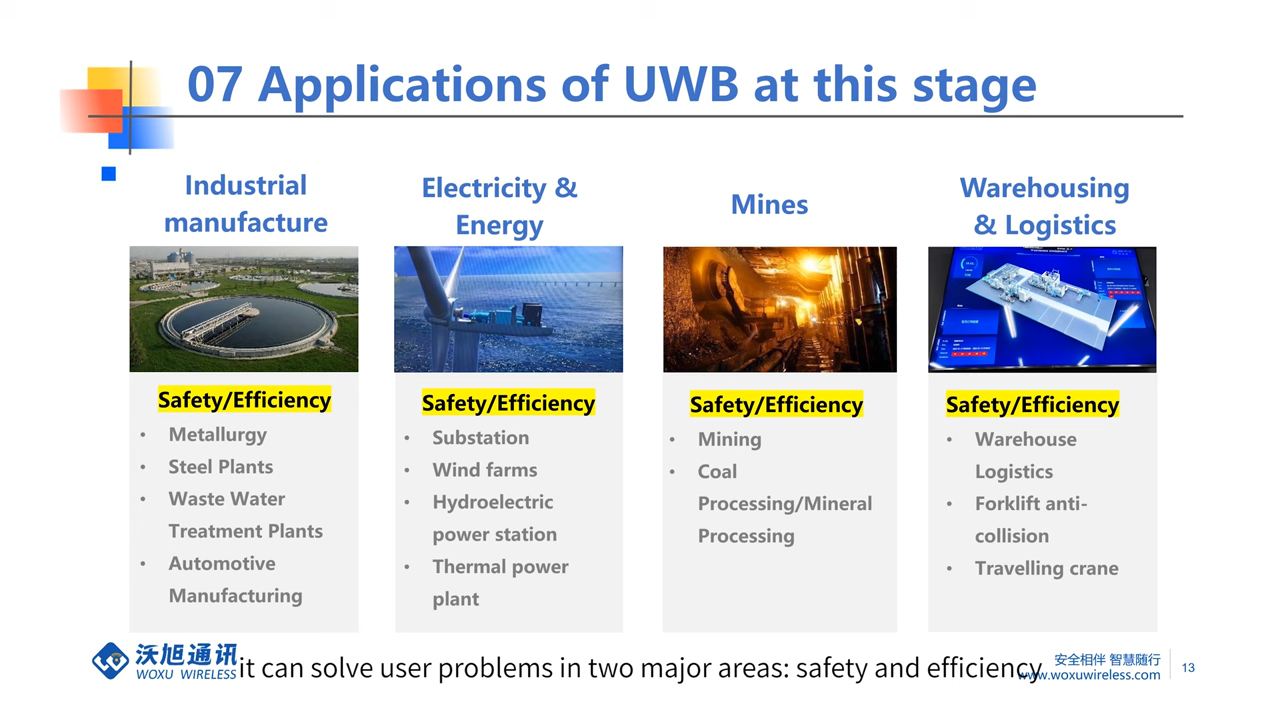 07 Applications of UWB at this stage
Industrial
manufacture
Safety/Efficiency
• Metallurgy
• Steel Plants
• Waste Water
Treatment Plants
• Automotive
Manufacturing
Electricity &
Energy
Safety/Efficiency
• Substation
• Wind farms
• Hydroelectric
power station
• Thermal power
plant
Mines
Safety/Efficiency
• Mining
• Coal
Processing/Mineral
Processing
Warehousing
& Logistics
Safety/Efficiency
• Warehouse
Logistics
• Forklift anti-
collision
• Travelling crane
沃旭通讯
WOXU WIRELESS
it can solve user problems in two major areas: safety and efficiency
安全相伴 智慧随行
www.woxuwireless.com
13